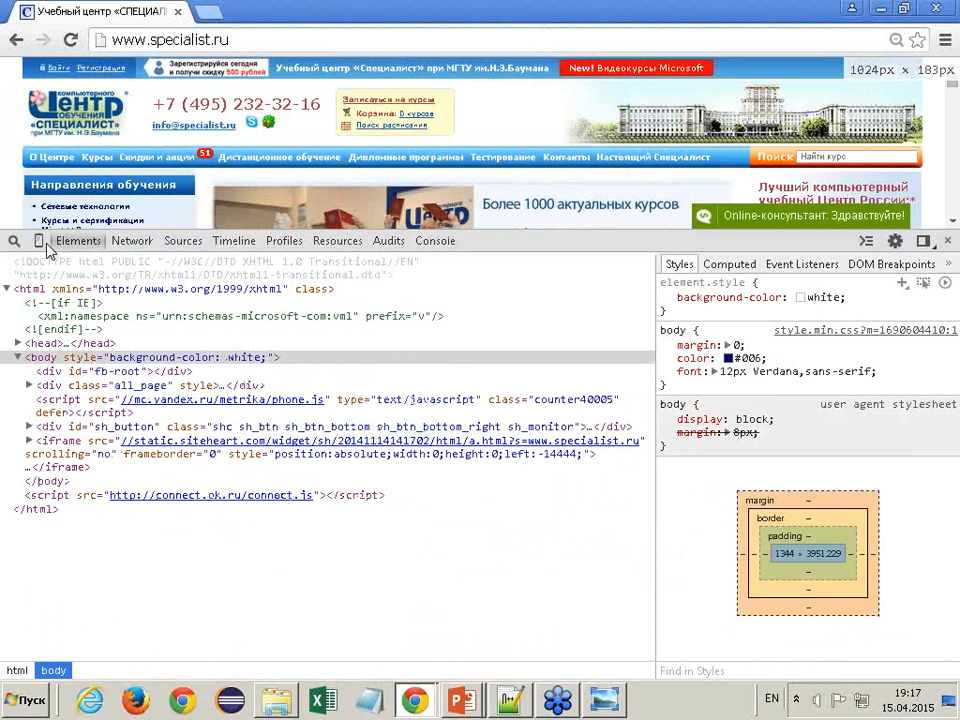 Учебный центр «СПЕЦИАЛ
www.specialist.ru
Войти Регистрация
Зарегистрируйтесь сегодня
и получи скидку 500 рублей
Учебный центр «Специалист» при МГТУ им.Н.Э.Баумана
New! Видеокурсы Microsoft
1024px × 183px
компьютерного
Центр
ОБУЧЕНИЯ
«СПЕЦИАЛИСТ»
при МГТУ им. Н.Э. Баумана
+7 (495) 232-32-16
info@specialist.ru
Записаться на курсы
Корзина: 0 курсов
Поиск расписания
О Центре Курсы Скидки и акции 51 Дистанционное обучение Дипломные программы Тестирование Контакты Настоящий Специалист
Поиск Найти курс
Направления обучения
Сетевые технологии
Курсы и сертификации
Более 1000 актуальных курсов
Лучший компьютерный
учебный Центр России:*
Online-консультант: Здравствуйте!
Elements Network Sources Timeline Profiles Resources Audits Console
<!DOCTYPE html PUBLIC "-//W3C//DTD XHTML 1.0 Transitional//EN"
"http://www.w3.org/TR/xhtml1/DTD/xhtml1-transitional.dtd">
<html xmlns="http://www.w3.org/1999/xhtml" class>
<!--[if IE]>
<xml:namespace ns="urn:schemas-microsoft-com:vml" prefix="v"/>
<![endif]-->
<head>…</head>
<body style="background-color: white;">
<div id="fb-root"></div>
<div class="all_page" style>…</div>
<script src="//mc.yandex.ru/metrika/phone.js" type="text/javascript" class="counter40005"
defer></script>
<div id="sh_button" class="shc sh_btn sh_btn_bottom sh_btn_bottom_right sh_monitor">…</div>
<iframe src="//static.siteheart.com/widget/sh/20141114141702/html/a.html?s=www.specialist.ru"
scrolling="no" frameborder="0" style="position:absolute;width:0;height:0;left:-14444;">
…</iframe>
</body>
<script src="http://connect.ok.ru/connect.js"></script>
</html>
Styles Computed Event Listeners DOM Breakpoints »
element.style {
background-color: white;
}
body { style.min.css?m=1690604410:1
margin: 0;
color: #006;
font: 12px Verdana,sans-serif;
}
body { user agent stylesheet
display: block;
margin: 8px;
}
margin –
border –
padding –
– – – 1344 × 3951.229 – – –
–
–
–
html body
Find in Styles
Пуск
EN
19:17
15.04.2015